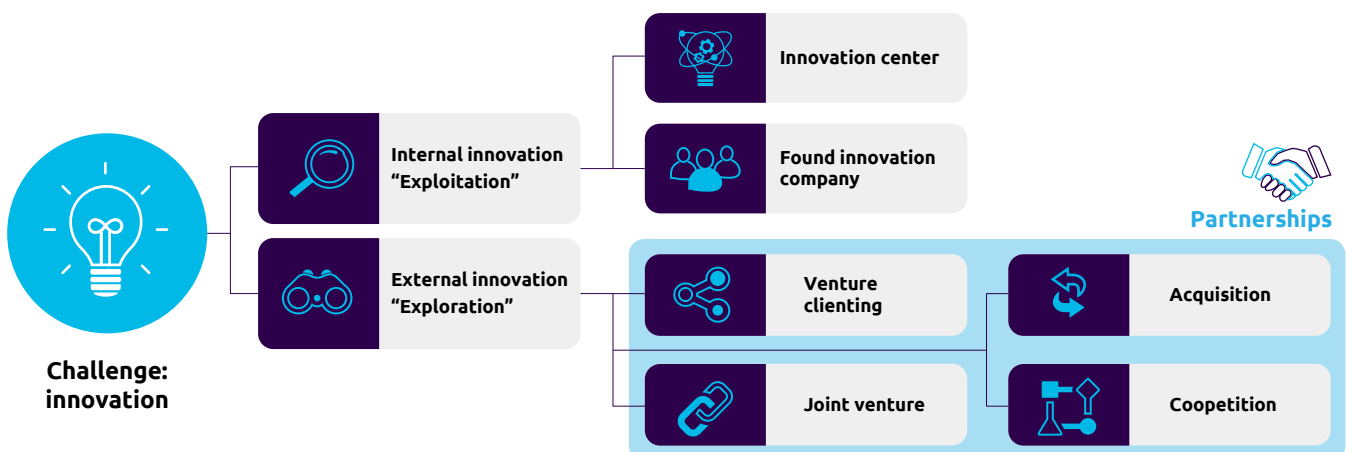 Challenge:
innovation
Internal innovation
“Exploitation”
Innovation center
Found innovation
company
External innovation
“Exploration”
Partnerships
Venture
clienting
Acquisition
Joint venture
Coopetition